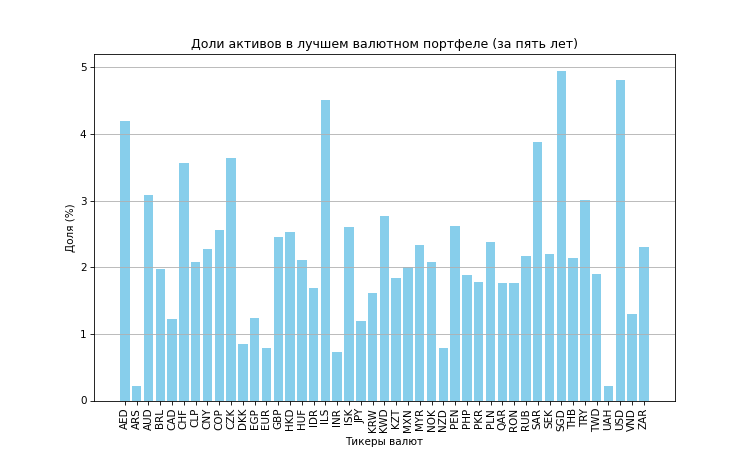 Доли активов в лучшем валютном портфеле (за пять лет)
Доля (%)
5
4
3
2
1
0
AED ARS AUD BRL CAD CHF CLP CNY COP CZK DKK EGP EUR GBP HKD HUF IDR ILS INR ISK JPY KRW KWD KZT MXN MYR NOK NZD PEN PHP PKR PLN QAR RON RUB SAR SEK SGD THB TRY TWD UAH USD VND ZAR
Тикеры валют